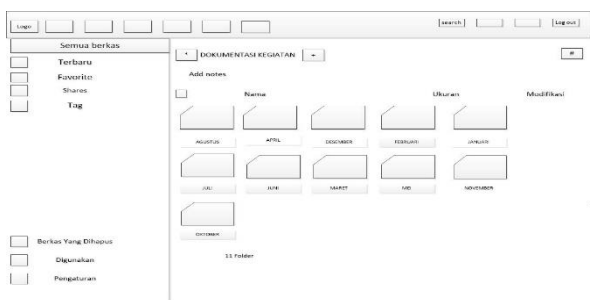 Logo
search
Log out
Semua berkas
Terbaru
Favorite
Shares
Tag
DOKUMENTASI KEGIATAN +
Add notes
Nama Ukuran Modifikasi
AGUSTUS APRIL DESEMBER FEBRUARI JANUARI
JULI JUNI MARET MEI NOVEMBER
OKTOBER
11 Folder
Berkas Yang Dihapus
Digunakan
Pengaturan